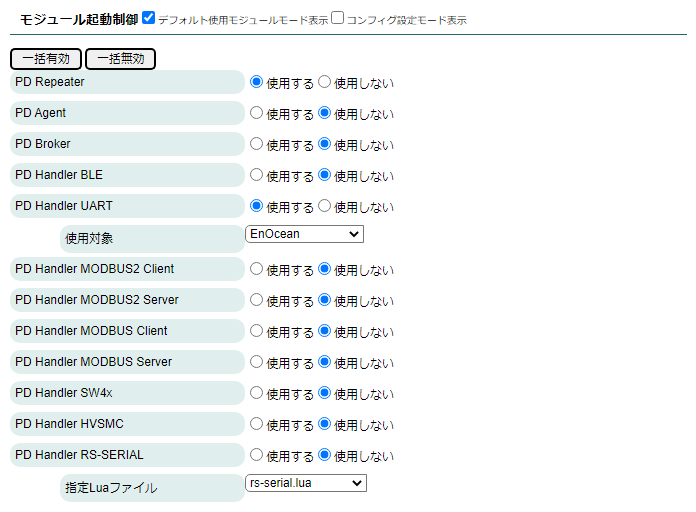 モジュール起動制御 デフォルト使用モジュールモード表示 コンフィグ設定モード表示
一括有効 一括無効
PD Repeater 使用する 使用しない
PD Agent 使用する 使用しない
PD Broker 使用する 使用しない
PD Handler BLE 使用する 使用しない
PD Handler UART 使用する 使用しない
使用対象 EnOcean
PD Handler MODBUS2 Client 使用する 使用しない
PD Handler MODBUS2 Server 使用する 使用しない
PD Handler MODBUS Client 使用する 使用しない
PD Handler MODBUS Server 使用する 使用しない
PD Handler SW4x 使用する 使用しない
PD Handler HVSMC 使用する 使用しない
PD Handler RS-SERIAL 使用する 使用しない
指定Luaファイル rs-serial.lua